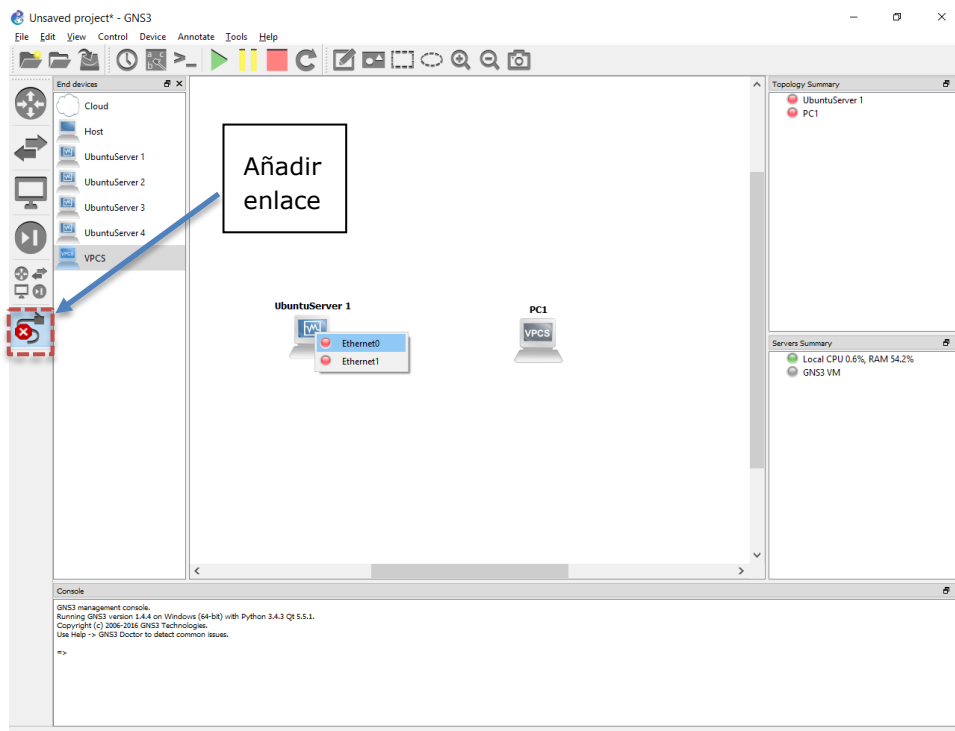 Unsaved project* - GNS3
File Edit View Control Device Annotate Tools Help
End devices
Cloud
Host
UbuntuServer 1
UbuntuServer 2
UbuntuServer 3
UbuntuServer 4
VPCS
Añadir
enlace
UbuntuServer 1
Ethernet0
Ethernet1
PC1
VPCS
Topology Summary
UbuntuServer 1
PC1
Servers Summary
Local CPU 0.6%, RAM 54.2%
GNS3 VM
Console
GNS3 management console.
Running GNS3 version 1.4.4 on Windows (64-bit) with Python 3.4.3 Qt 5.5.1.
Copyright (c) 2006-2016 GNS3 Technologies.
Use Help -> GNS3 Doctor to detect common issues.
=>